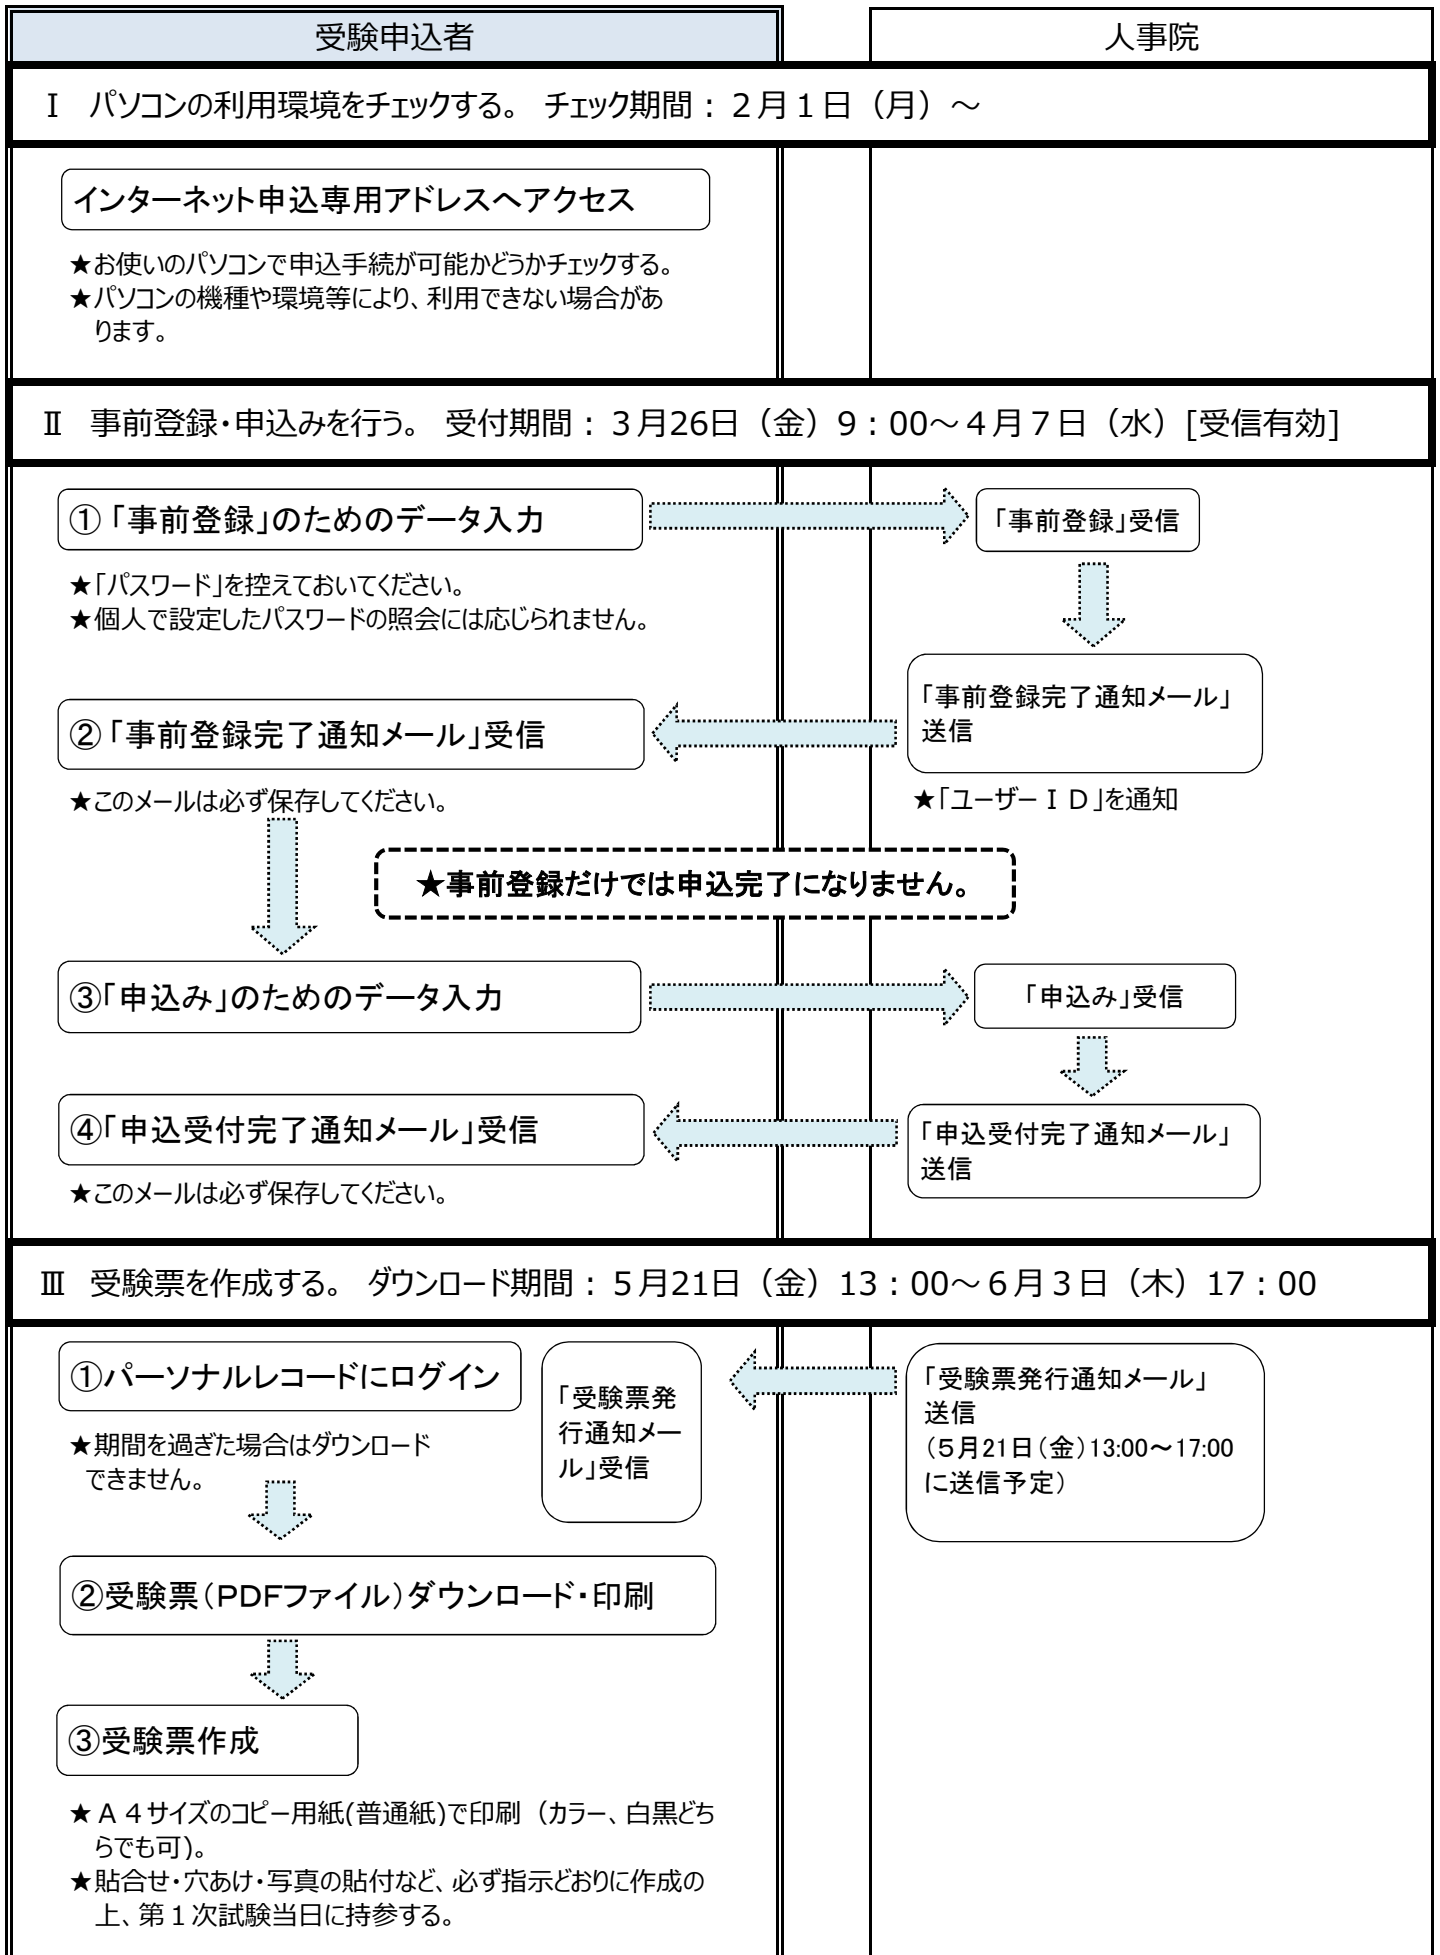 受験申込者
人事院
Ⅰ　パソコンの利用環境をチェックする。　チェック期間：２月１日（月）～
インターネット申込専用アドレスへアクセス
★お使いのパソコンで申込手続が可能かどうかチェックする。
★パソコンの機種や環境等により、利用できない場合があ
ります。
Ⅱ　事前登録・申込みを行う。　受付期間：３月26日（金）9：00～４月７日（水）[受信有効]
①「事前登録」のためのデータ入力
「事前登録」受信
★「パスワード」を控えておいてください。
★個人で設定したパスワードの照会には応じられません。
「事前登録完了通知メール」
送信
②「事前登録完了通知メール」受信
★このメールは必ず保存してください。
★「ユーザーＩＤ」を通知
★事前登録だけでは申込完了になりません。
③「申込み」のためのデータ入力
「申込み」受信
④「申込受付完了通知メール」受信
「申込受付完了通知メール」
送信
★このメールは必ず保存してください。
Ⅲ　受験票を作成する。　ダウンロード期間：５月21日（金）13：00～６月３日（木）17：00
①パーソナルレコードにログイン
「受験票発
行通知メー
ル」受信
「受験票発行通知メール」
送信
（５月21日（金）13:00～17:00
に送信予定）
★期間を過ぎた場合はダウンロード
できません。
②受験票（ＰＤＦファイル）ダウンロード・印刷
③受験票作成
★Ａ４サイズのコピー用紙(普通紙)で印刷（カラー、白黒どち
らでも可)。
★貼合せ・穴あけ・写真の貼付など、必ず指示どおりに作成の
上、第１次試験当日に持参する。